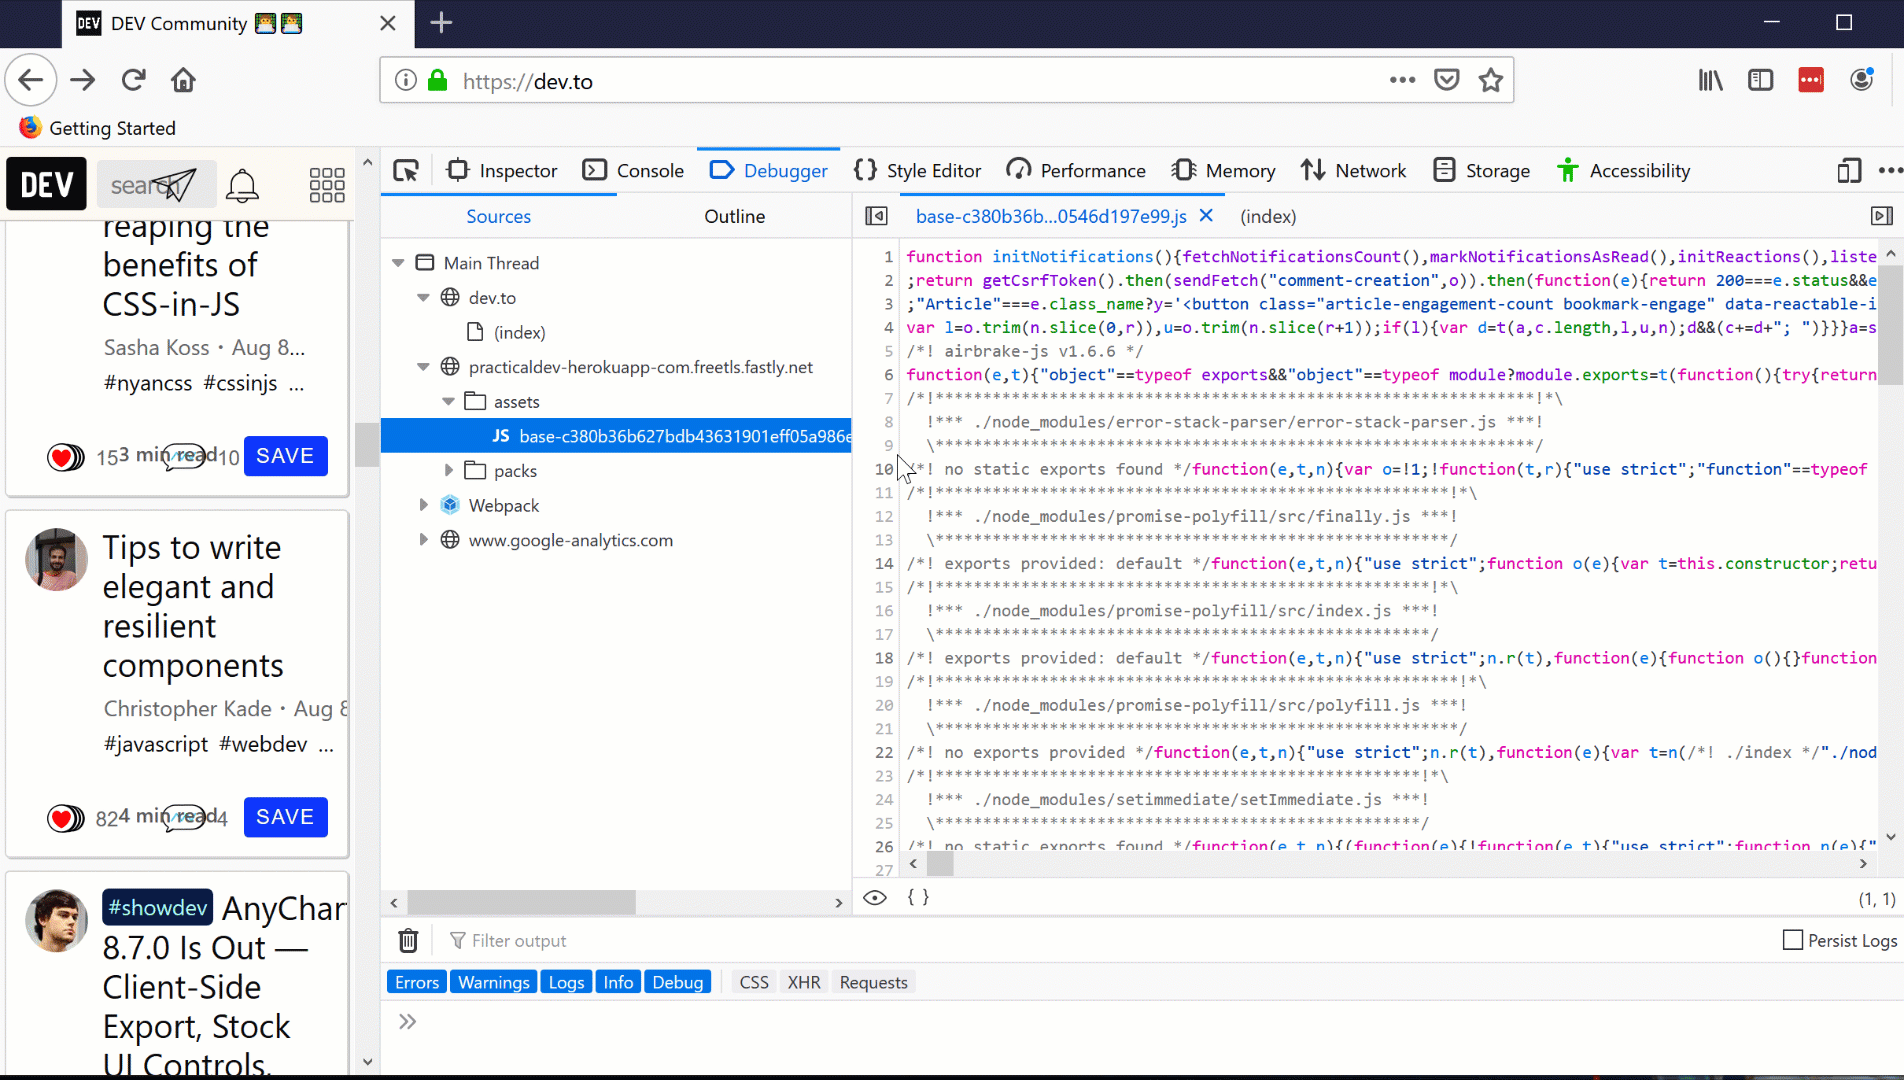 DEV DEV Community
https://dev.to
Getting Started
DEV search
reaping the
benefits of
CSS-in-JS
Sasha Koss • Aug 8...
#nyancss #cssinjs ...
153 min read 10 SAVE
Tips to write
elegant and
resilient
components
Christopher Kade • Aug 8
#javascript #webdev ...
824 min read 4 SAVE
#showdev AnyChar
8.7.0 Is Out —
Client-Side
Export, Stock
UI Controls,
Inspector Console Debugger Style Editor Performance Memory Network Storage Accessibility
Sources Outline
Main Thread
dev.to
(index)
practicaldev-herokuapp-com.freetls.fastly.net
assets
JS base-c380b36b627bdb43631901eff05a986e
packs
Webpack
www.google-analytics.com
base-c380b36b...0546d197e99.js (index)
1 function initNotifications(){fetchNotificationsCount(),markNotificationsAsRead(),initReactions(),liste
2 ;return getCsrfToken().then(sendFetch("comment-creation",o)).then(function(e){return 200===e.status&&e
3 ;"Article"===e.class_name?y='<button class="article-engagement-count bookmark-engage" data-reactable-i
4 var l=o.trim(n.slice(0,r)),u=o.trim(n.slice(r+1));if(l){var d=t(a,c.length,l,u,n);d&&(c+=d+"; ")}}}a=s
5 /*! airbrake-js v1.6.6 */
6 function(e,t){"object"==typeof exports&&"object"==typeof module?module.exports=t(function(){try{return
7 /*!***************************************************************!*\
8 !*** ./node_modules/error-stack-parser/error-stack-parser.js ***!
9 \***************************************************************/
10 /*! no static exports found */function(e,t,n){var o=!1;!function(t,r){"use strict";"function"==typeof
11 /*!******************************************************!*\
12 !*** ./node_modules/promise-polyfill/src/finally.js ***!
13 \******************************************************/
14 /*! exports provided: default */function(e,t,n){"use strict";function o(e){var t=this.constructor;retu
15 /*!****************************************************!*\
16 !*** ./node_modules/promise-polyfill/src/index.js ***!
17 \****************************************************/
18 /*! exports provided: default */function(e,t,n){"use strict";n.r(t),function(e){function o(){}function
19 /*!*******************************************************!*\
20 !*** ./node_modules/promise-polyfill/src/polyfill.js ***!
21 \*******************************************************/
22 /*! no exports provided */function(e,t,n){"use strict";n.r(t),function(e){var t=n(/*! ./index */"./nod
23 /*!***************************************************!*\
24 !*** ./node_modules/setimmediate/setImmediate.js ***!
25 \***************************************************/
26 /*! no static exports found */function(e,t,n){(function(e){!function(e,t){"use strict";function n(e){"
27
{ } (1, 1)
Filter output Persist Logs
Errors Warnings Logs Info Debug CSS XHR Requests